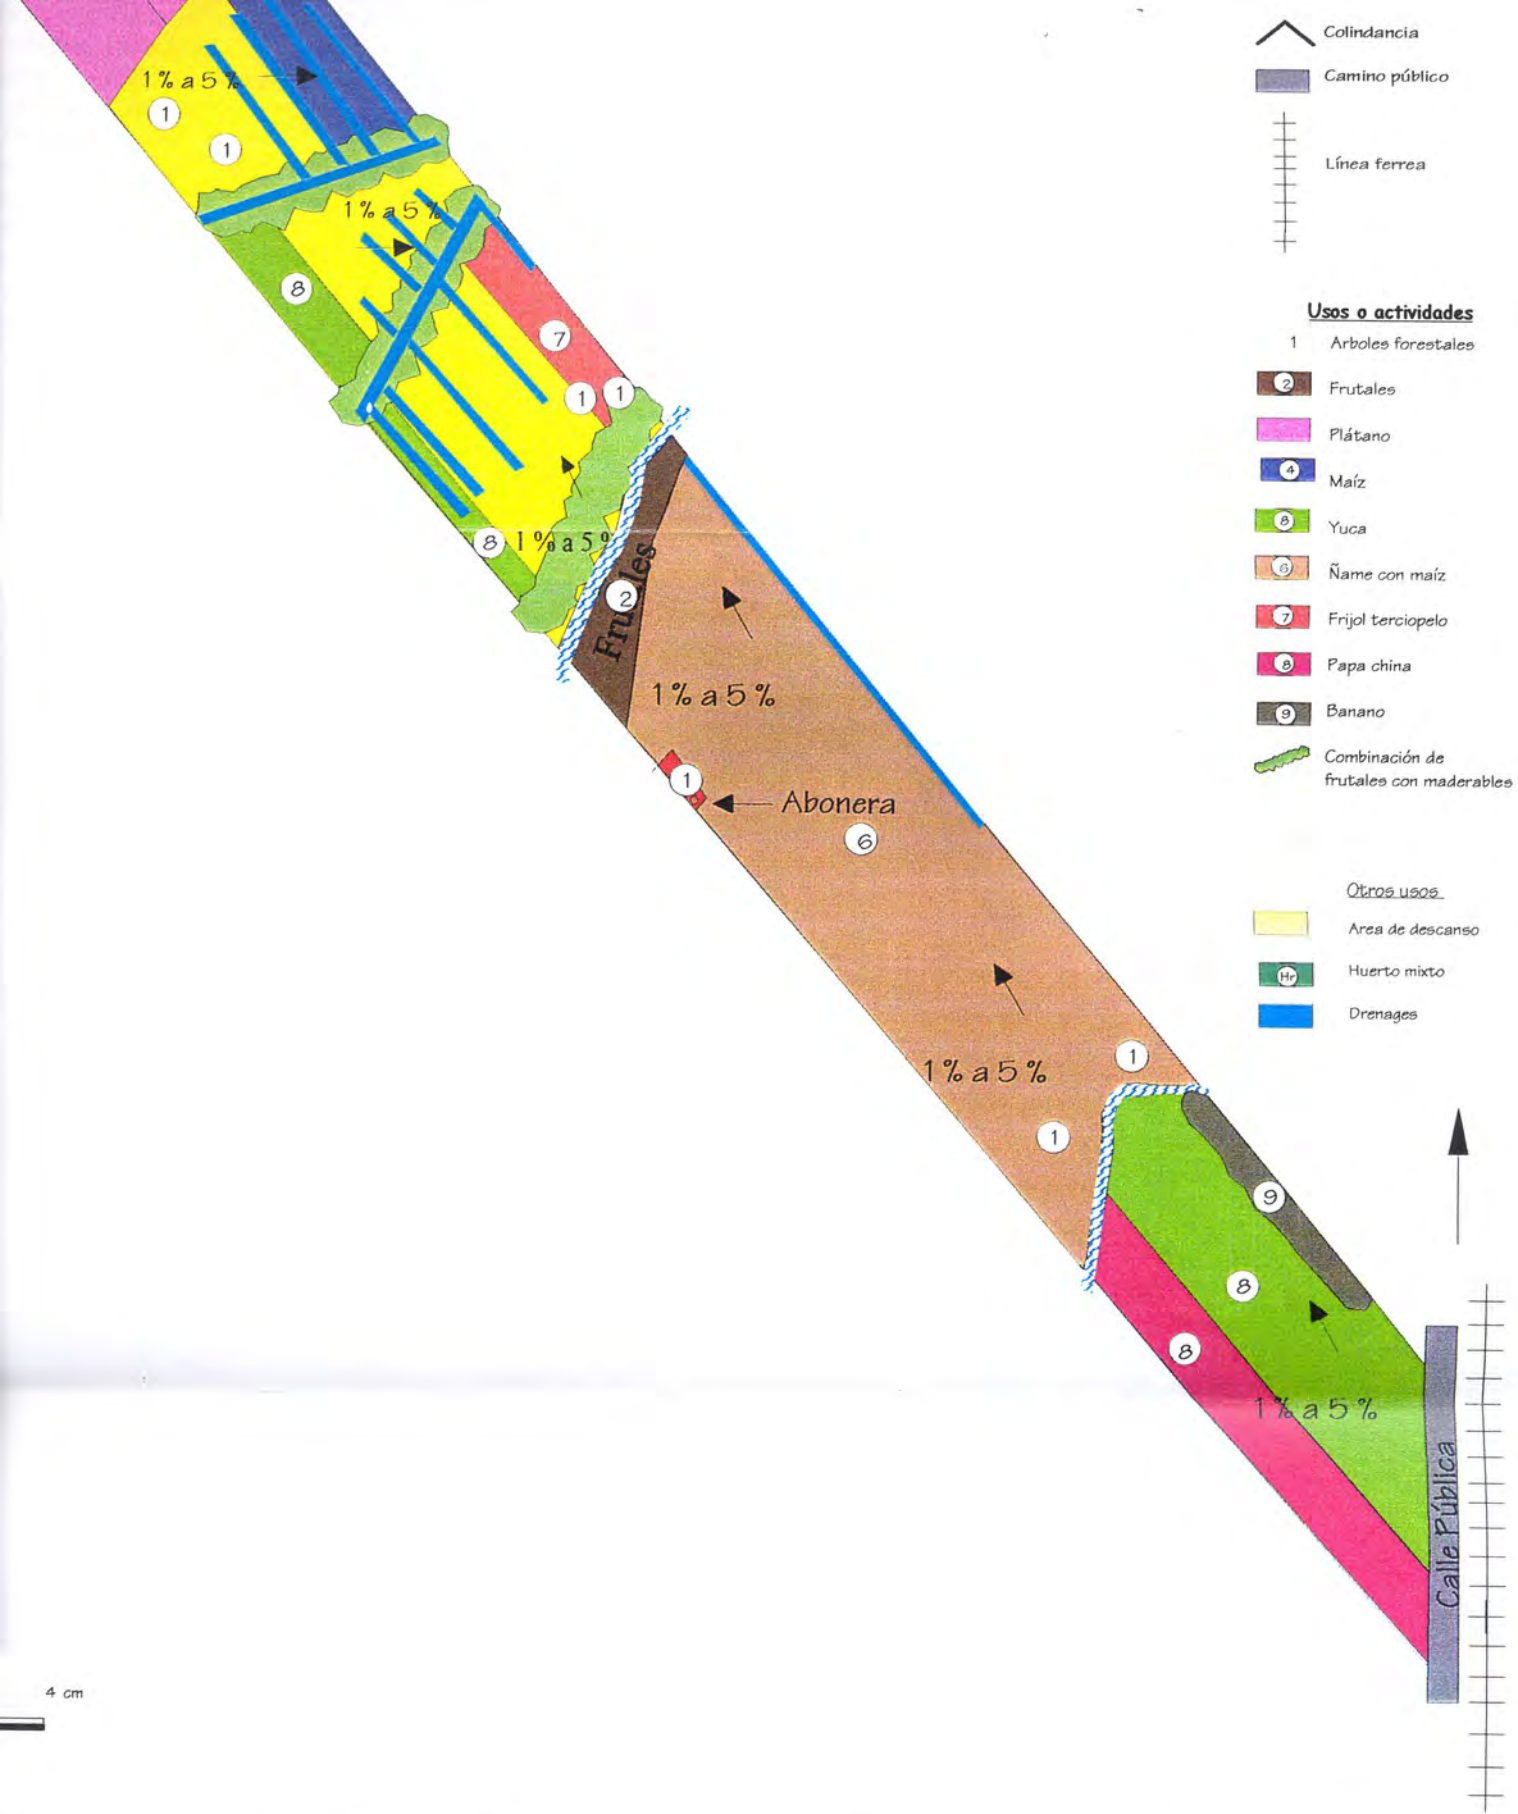 Colindancia
Camino público
Línea ferrea
Usos o actividades
1 Arboles forestales
2 Frutales
Plátano
4 Maíz
8 Yuca
6 Ñame con maíz
7 Frijol terciopelo
8 Papa china
9 Banano
Combinación de
frutales con maderables
Otros usos
Area de descanso
Hr Huerto mixto
Drenages
1% a 5%
1
1
1% a 5%
8
7
1
1
8
1% a 5%
Frutales
2
1% a 5%
1
Abonera
6
1
1% a 5%
1
9
8
8
1% a 5%
Calle Pública
4 cm